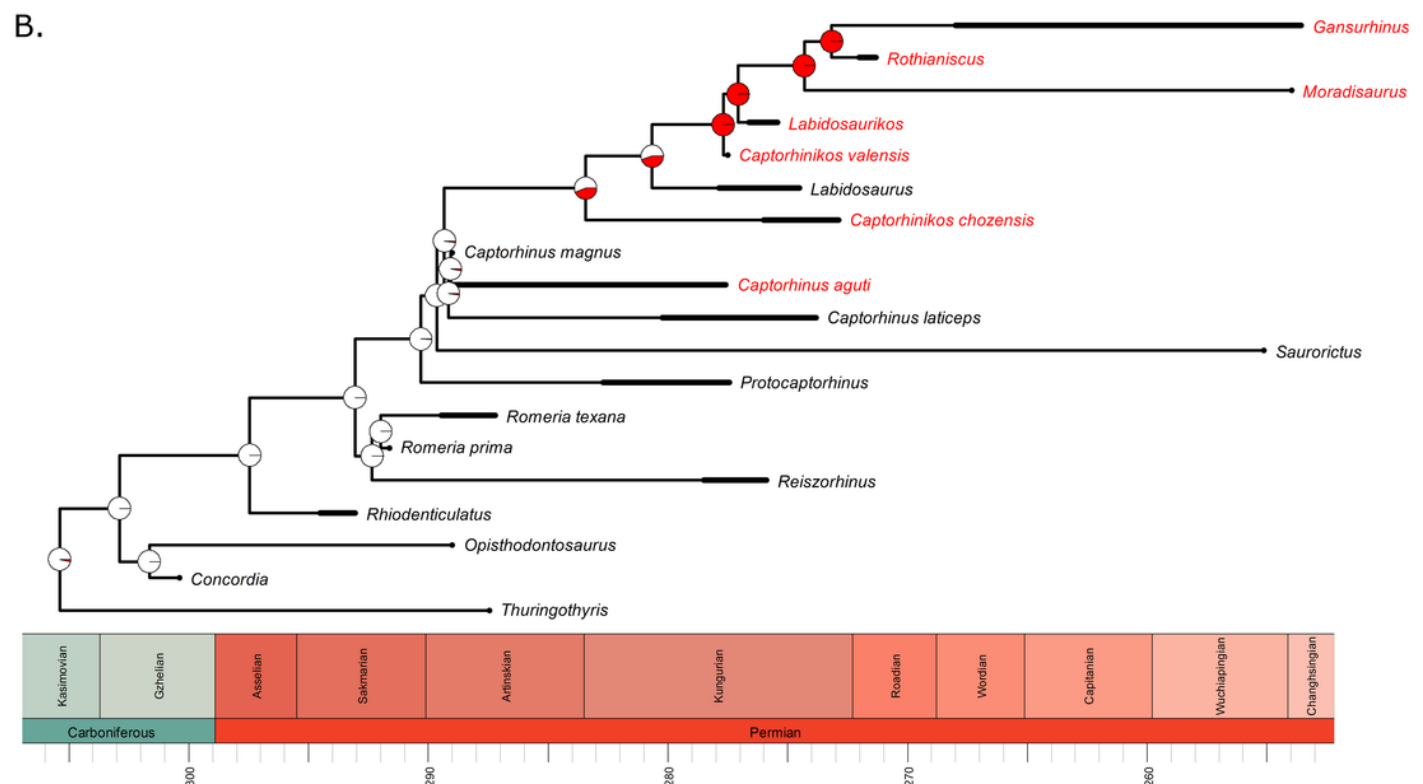 B.
Gansurhinus
Rothianiscus
Moradisaurus
Labidosaurikos
Captorhinikos valensis
Labidosaurus
Captorhinikos chozensis
Captorhinus magnus
Captorhinus aguti
Captorhinus laticeps
Saurorictus
Protocaptorhinus
Romeria texana
Romeria prima
Reiszorhinus
Rhiodenticulatus
Opisthodontosaurus
Concordia
Thuringothyris
Kasimovian
Gzhelian
Asselian
Sakmarian
Artinskian
Kungurian
Roadian
Wordian
Capitanian
Wuchiapingian
Changhsingian
Carboniferous
Permian
300
290
280
270
260